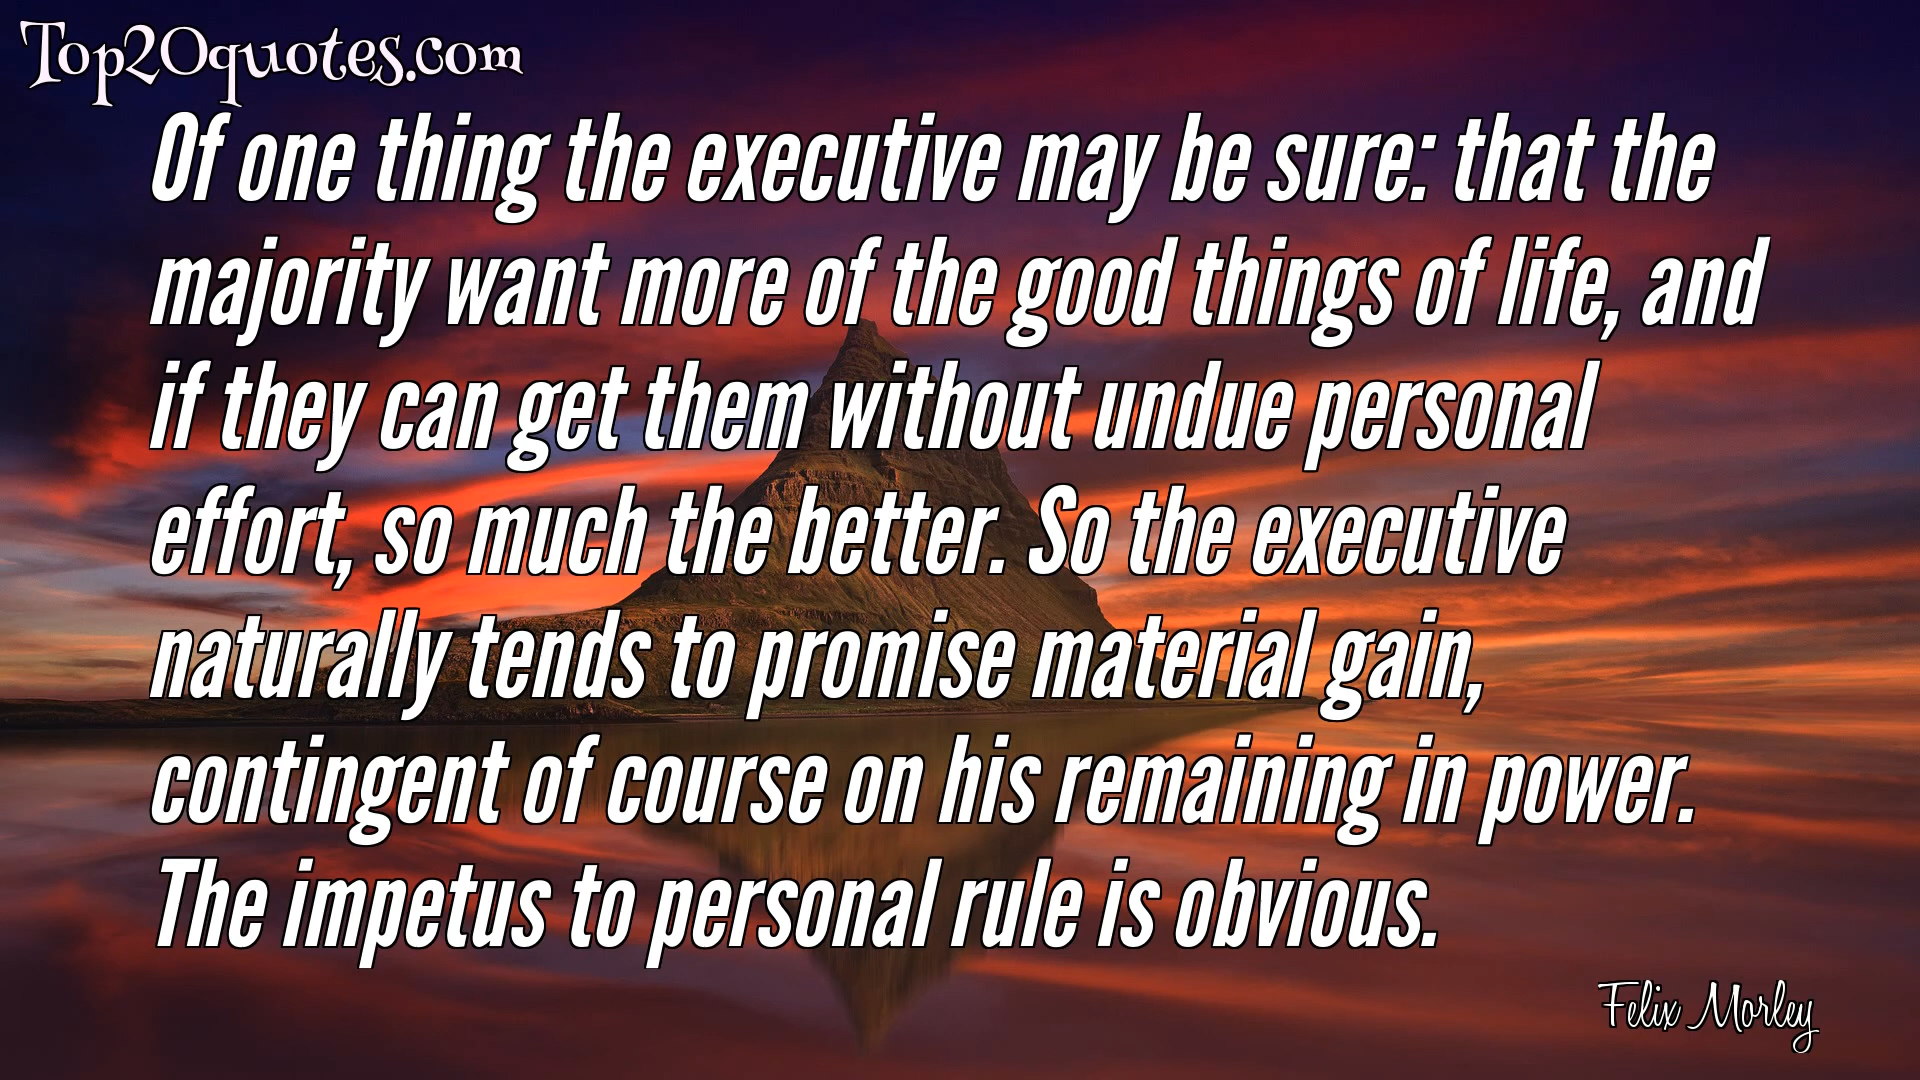 Top20quotes.com
Of one thing the executive may be sure: that the
majority want more of the good things of life, and
if they can get them without undue personal
effort, so much the better. So the executive
naturally tends to promise material gain,
contingent of course on his remaining in power.
The impetus to personal rule is obvious.
Felix Morley